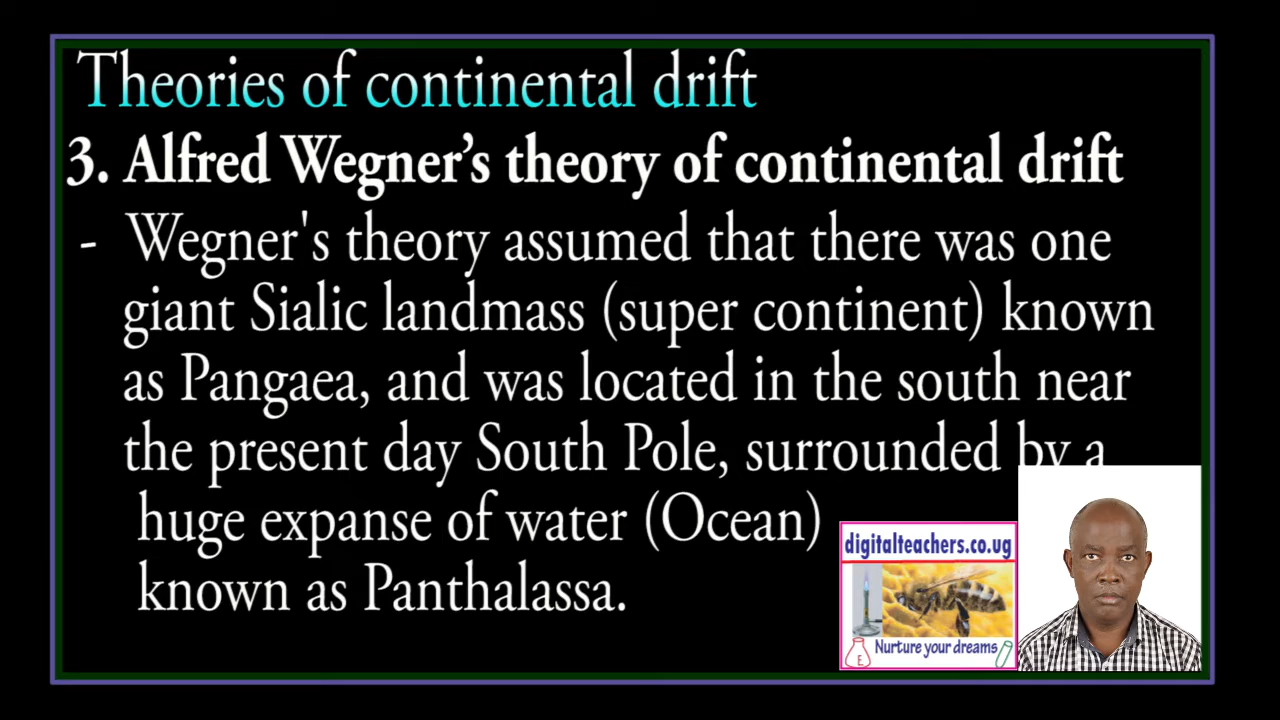 Theories of continental drift
3. Alfred Wegner’s theory of continental drift
- Wegner's theory assumed that there was one
giant Sialic landmass (super continent) known
as Pangaea, and was located in the south near
the present day South Pole, surrounded by a
huge expanse of water (Ocean)
known as Panthalassa.
digitalteachers.co.ug
Nurture your dreams
E